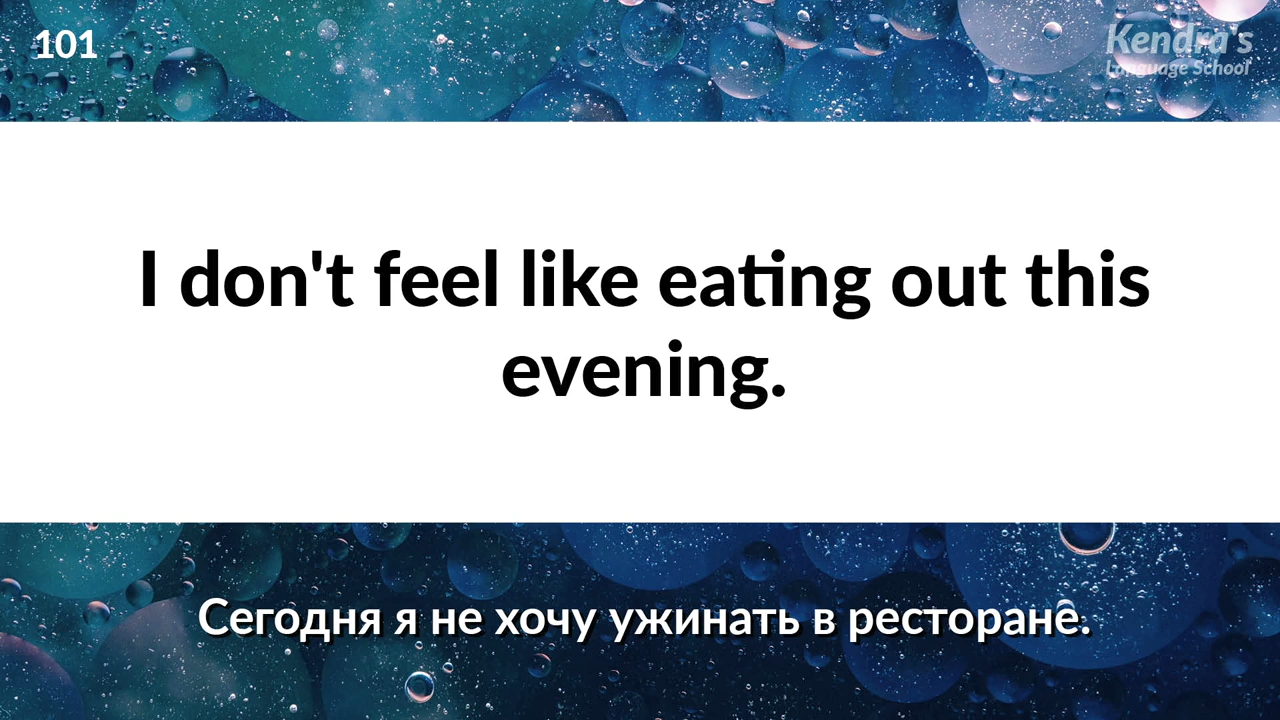 101
Kendra's
Language School
I don't feel like eating out this
evening.
Сегодня я не хочу ужинать в ресторане.